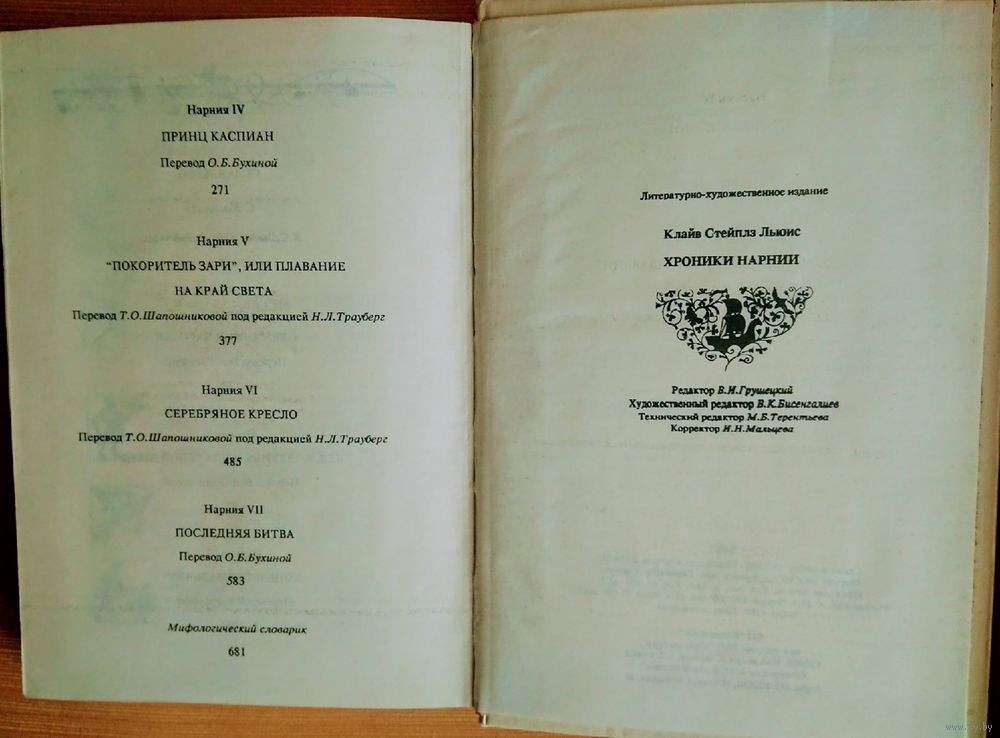 Нарния IV
ПРИНЦ КАСПИАН
Перевод О.Б.Бухиной
271
Нарния V
"ПОКОРИТЕЛЬ ЗАРИ", ИЛИ ПЛАВАНИЕ
НА КРАЙ СВЕТА
Перевод Т.О.Шапошниковой под редакцией Н.Л.Трауберг
377
Нарния VI
СЕРЕБРЯНОЕ КРЕСЛО
Перевод Т.О.Шапошниковой под редакцией Н.Л.Трауберг
485
Нарния VII
ПОСЛЕДНЯЯ БИТВА
Перевод О.Б.Бухиной
583
Мифологический словарик
681
Литературно-художественное издание
Клайв Стейплз Льюис
ХРОНИКИ НАРНИИ
Редактор В.И.Грушецкий
Художественный редактор В.К.Бисенгалиев
Технический редактор М.Б.Терентьева
Корректор И.Н.Мальцева